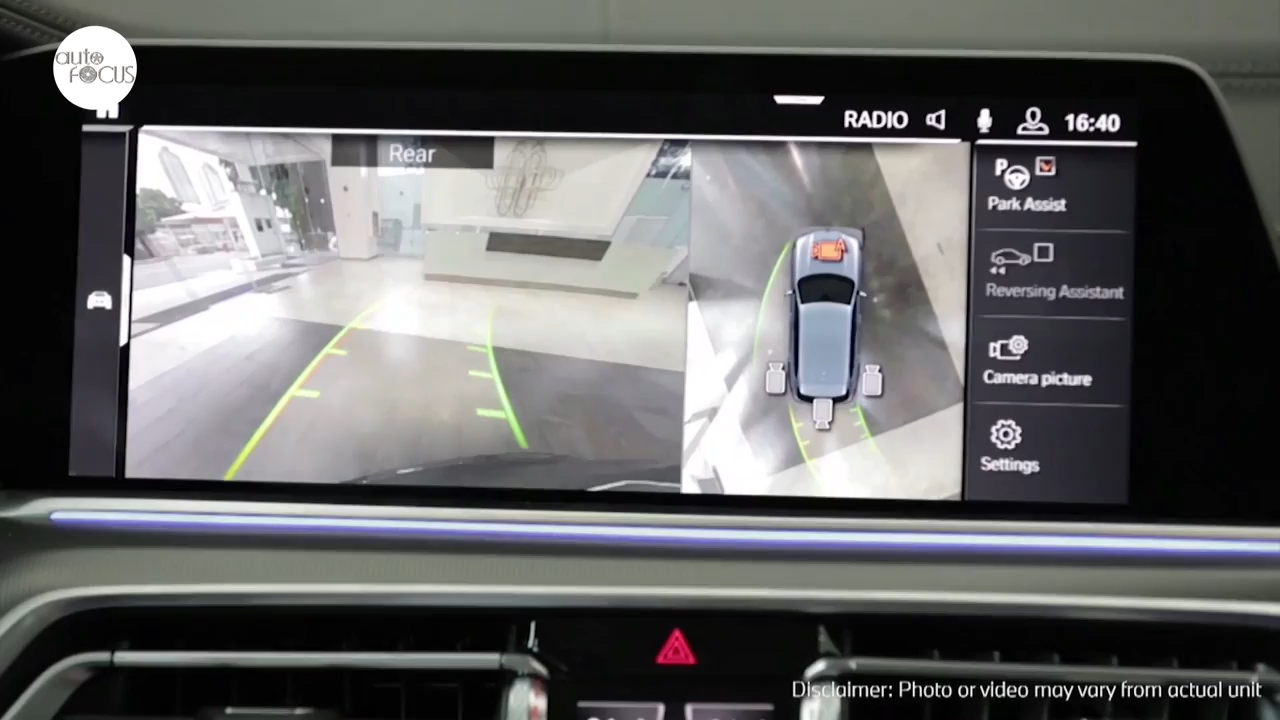 auto
FOCUS
RADIO
16:40
Rear
P
Park Assist
A
Reversing Assistant
Camera picture
Settings
Disclaimer: Photo or video may vary from actual unit